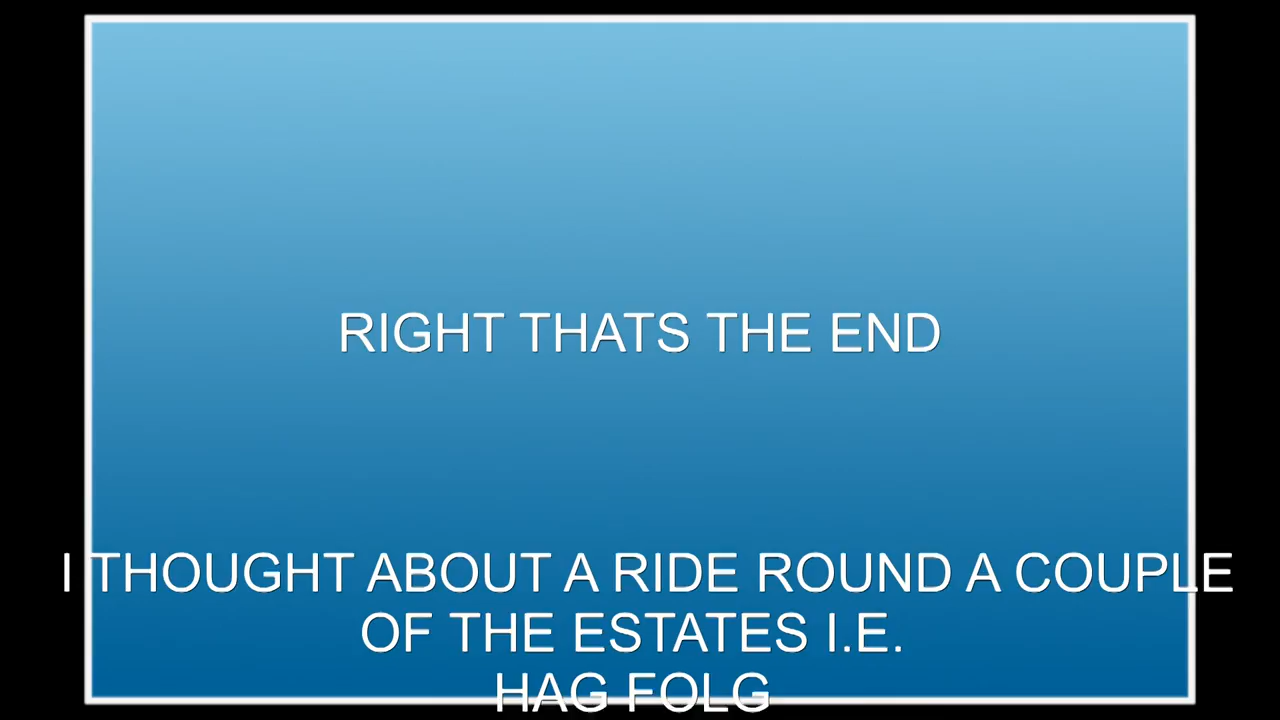 RIGHT THATS THE END
I THOUGHT ABOUT A RIDE ROUND A COUPLE
OF THE ESTATES I.E.
HAG FOLG